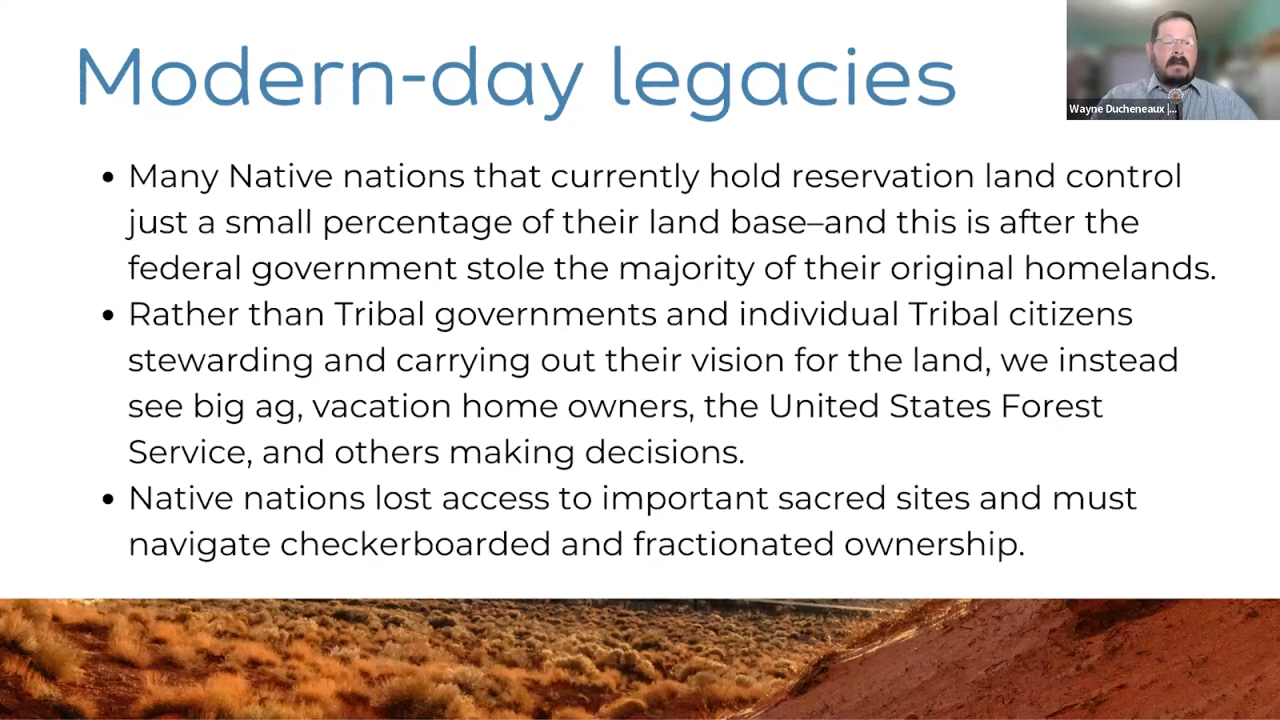 Modern-day legacies
Wayne Ducheneaux |...
• Many Native nations that currently hold reservation land control
just a small percentage of their land base–and this is after the
federal government stole the majority of their original homelands.
• Rather than Tribal governments and individual Tribal citizens
stewarding and carrying out their vision for the land, we instead
see big ag, vacation home owners, the United States Forest
Service, and others making decisions.
• Native nations lost access to important sacred sites and must
navigate checkerboarded and fractionated ownership.